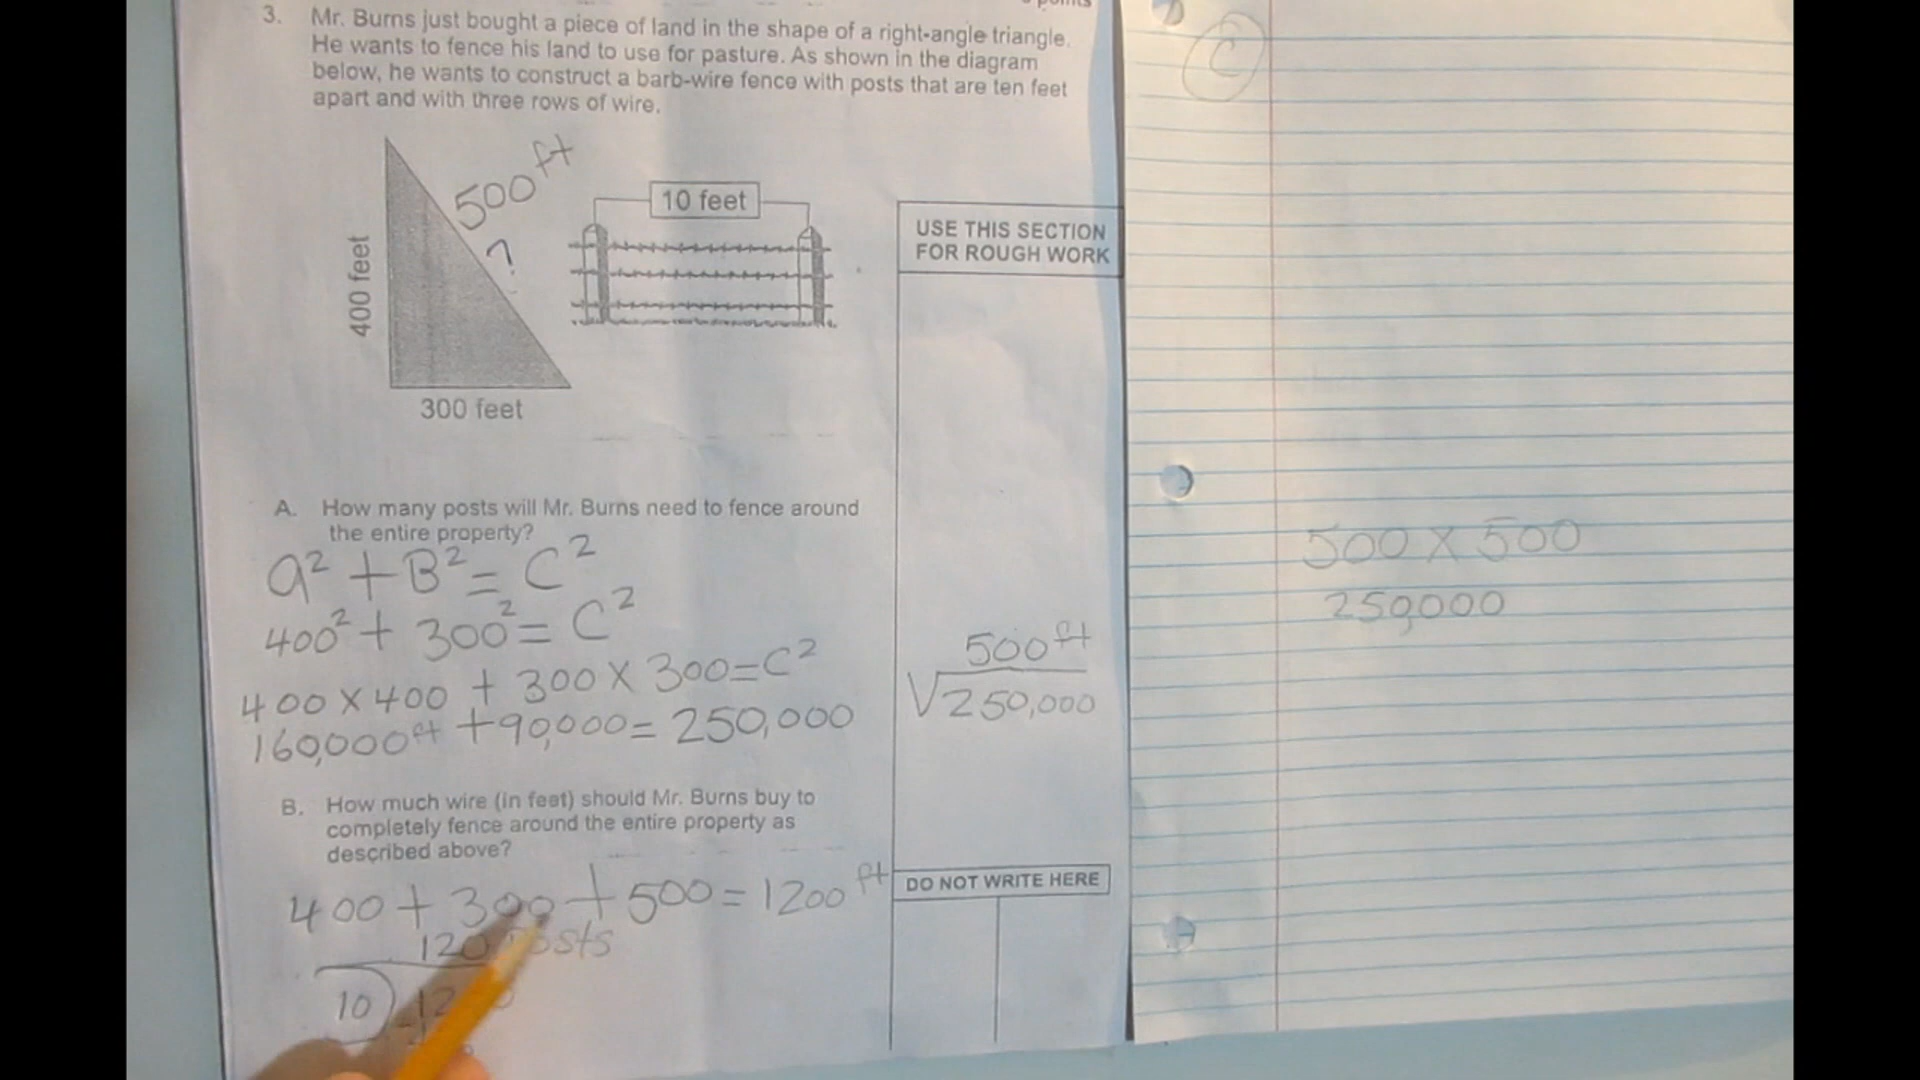 3. Mr. Burns just bought a piece of land in the shape of a right-angle triangle.
He wants to fence his land to use for pasture. As shown in the diagram
below, he wants to construct a barb-wire fence with posts that are ten feet
apart and with three rows of wire.
500 ft
?
400 feet
300 feet
10 feet
USE THIS SECTION
FOR ROUGH WORK
A. How many posts will Mr. Burns need to fence around
the entire property?
a² + B² = C²
400² + 300² = C²
400 X 400 + 300 X 300 = C²
160,000 ft + 90,000 = 250,000
500 ft
√250,000
B. How much wire (in feet) should Mr. Burns buy to
completely fence around the entire property as
described above?
400 + 300 + 500 = 1200 ft
120 posts
10
DO NOT WRITE HERE
C
500 X 500
250,000